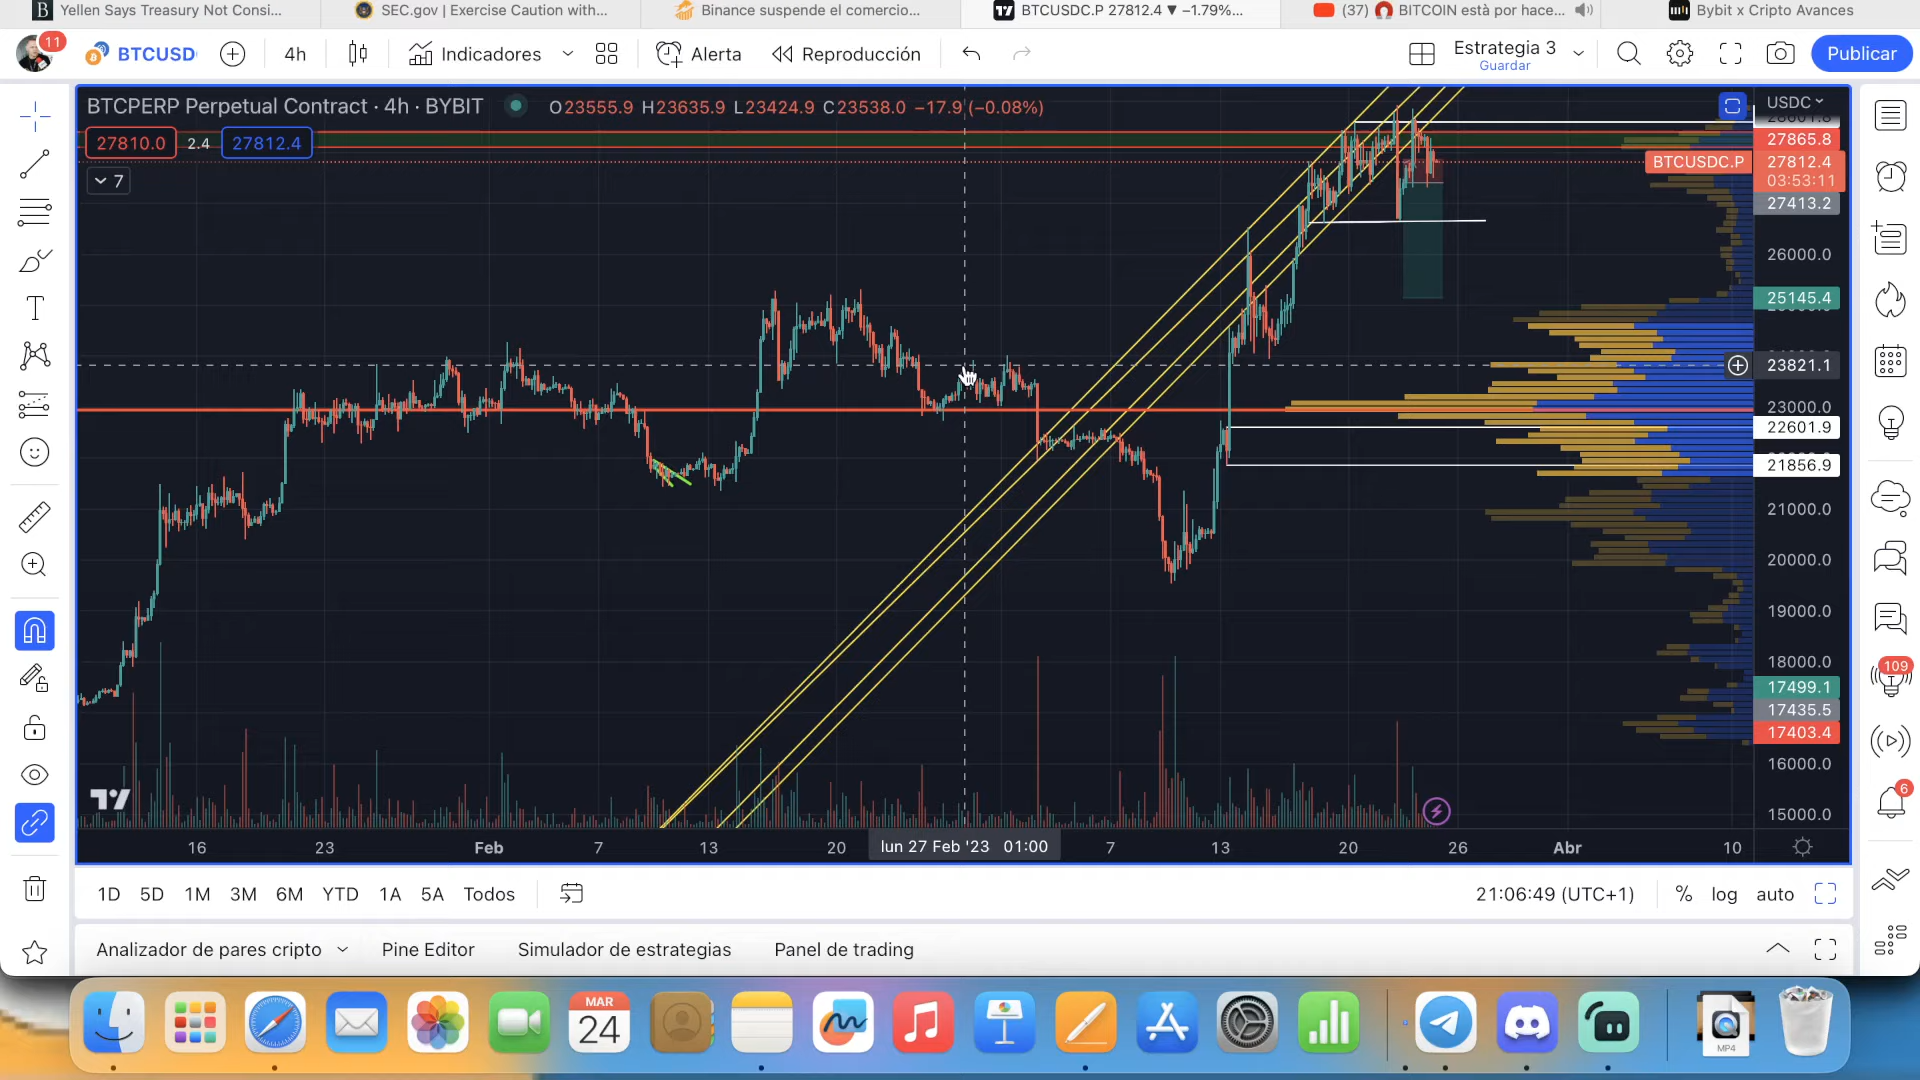 B Yellen Says Treasury Not Consi...
SEC.gov | Exercise Caution with...
Binance suspende el comercio...
BTCUSDC.P 27812.4 ▼ −1.79%...
(37) BITCOIN està por hace...
Bybit x Cripto Avances
11
BTCUSD
4h
Indicadores
Alerta
Reproducción
Estrategia 3
Guardar
Publicar
BTCPERP Perpetual Contract · 4h · BYBIT
O23555.9 H23635.9 L23424.9 C23538.0 −17.9 (−0.08%)
USDC
28601.8
27810.0 2.4 27812.4
7
27865.8
BTCUSDC.P 27812.4
03:53:11
27413.2
26000.0
25145.4
23821.1
23000.0
22601.9
21856.9
21000.0
20000.0
19000.0
18000.0
17499.1
17435.5
17403.4
16000.0
15000.0
16 23 Feb 7 13 20 lun 27 Feb '23 01:00 7 13 20 26 Abr 10
1D 5D 1M 3M 6M YTD 1A 5A Todos
21:06:49 (UTC+1) % log auto
Analizador de pares cripto Pine Editor Simulador de estrategias Panel de trading
109
6
MAR
24
MP4